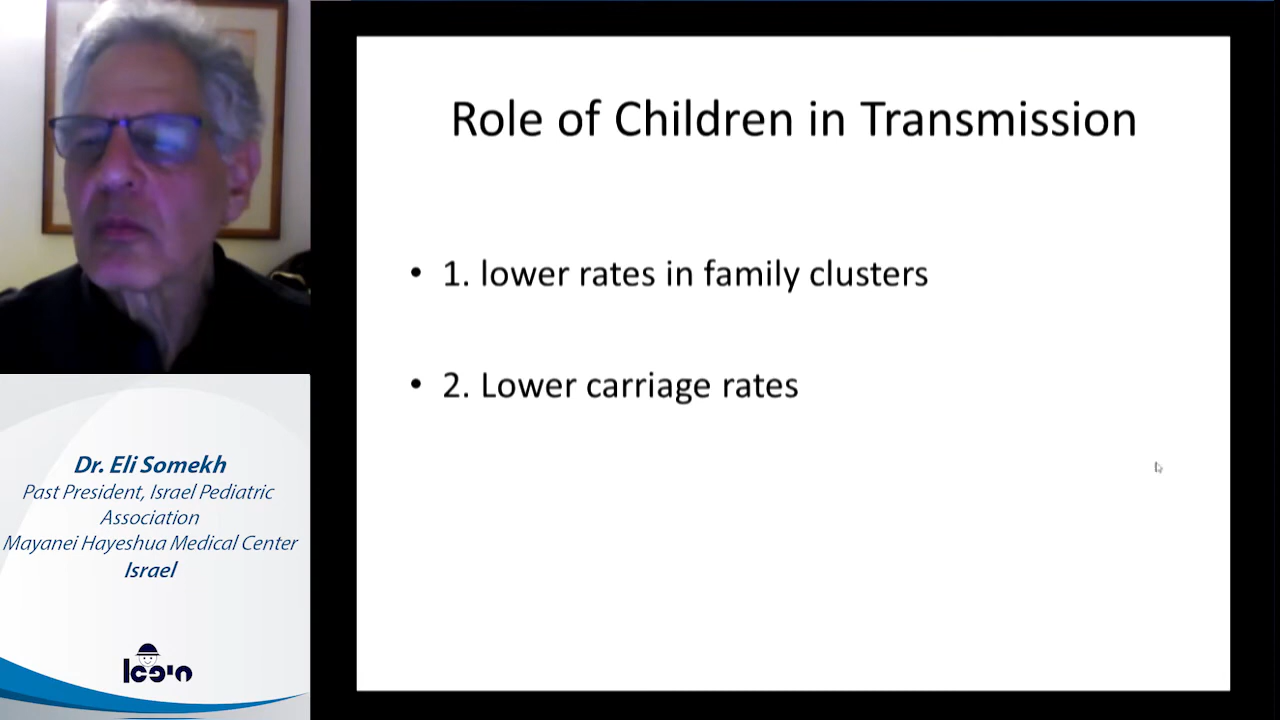 Role of Children in Transmission
• 1. lower rates in family clusters
• 2. Lower carriage rates
Dr. Eli Somekh
Past President, Israel Pediatric
Association
Mayanei Hayeshua Medical Center
Israel